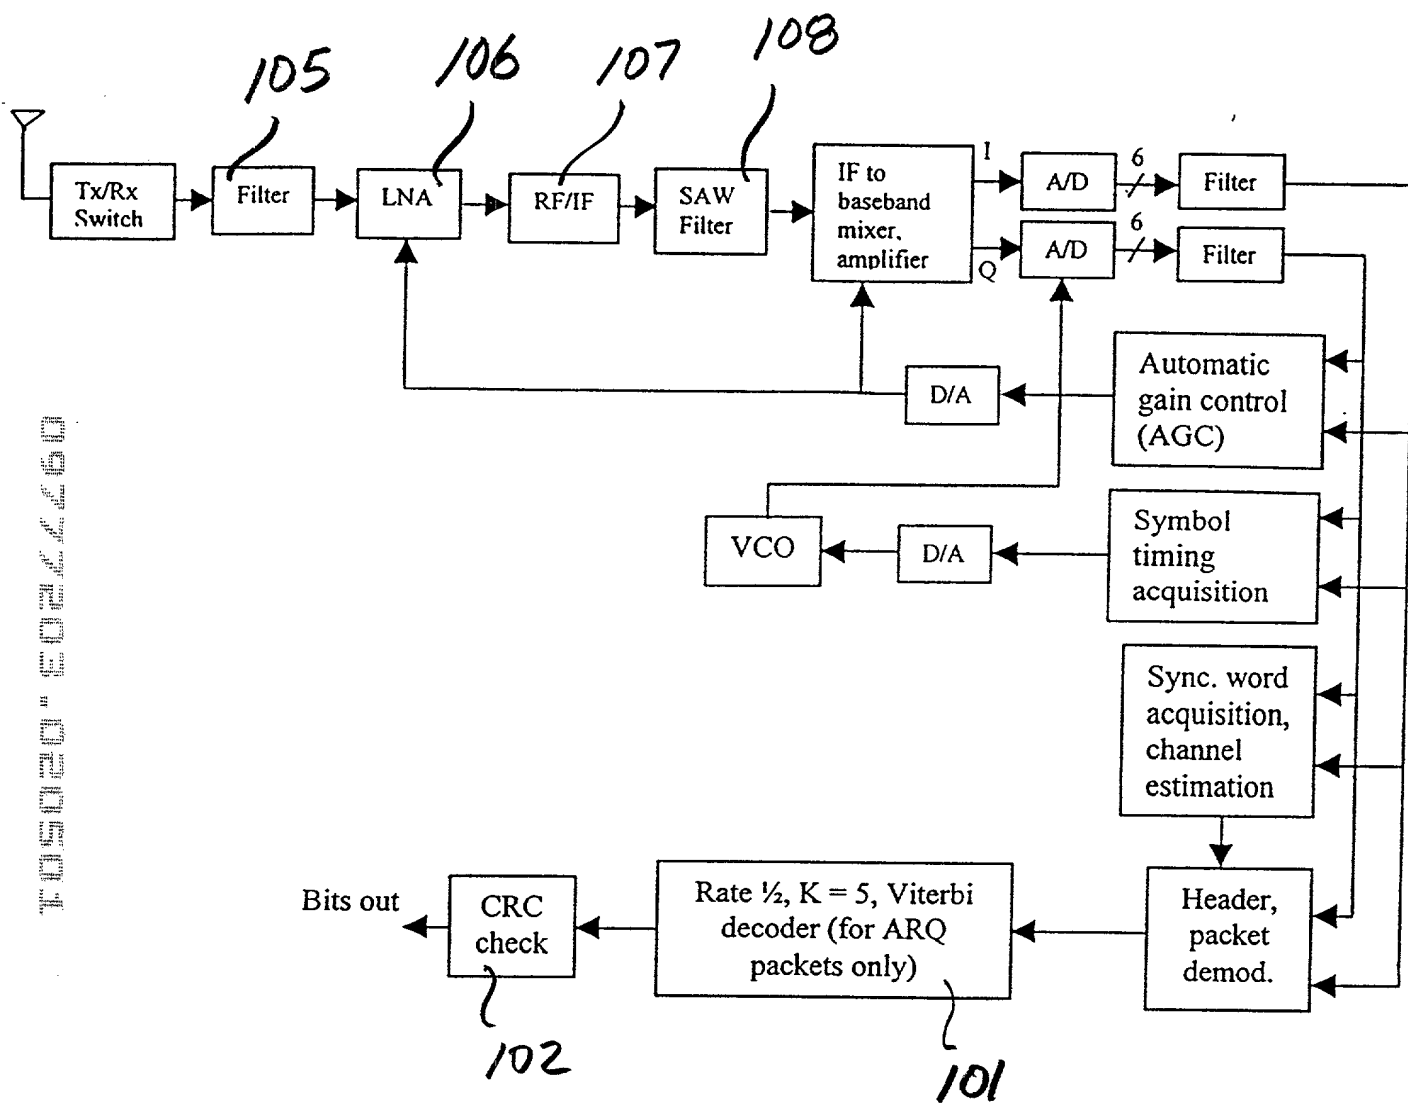 105
106
107
108
Tx/Rx
Switch
Filter
LNA
RF/IF
SAW
Filter
IF to
baseband
mixer,
amplifier
I
Q
A/D
6
Filter
A/D
6
Filter
D/A
Automatic
gain control
(AGC)
VCO
D/A
Symbol
timing
acquisition
Sync. word
acquisition,
channel
estimation
Bits out
CRC
check
Rate ½, K = 5, Viterbi
decoder (for ARQ
packets only)
Header,
packet
demod.
102
101
09772703.020501